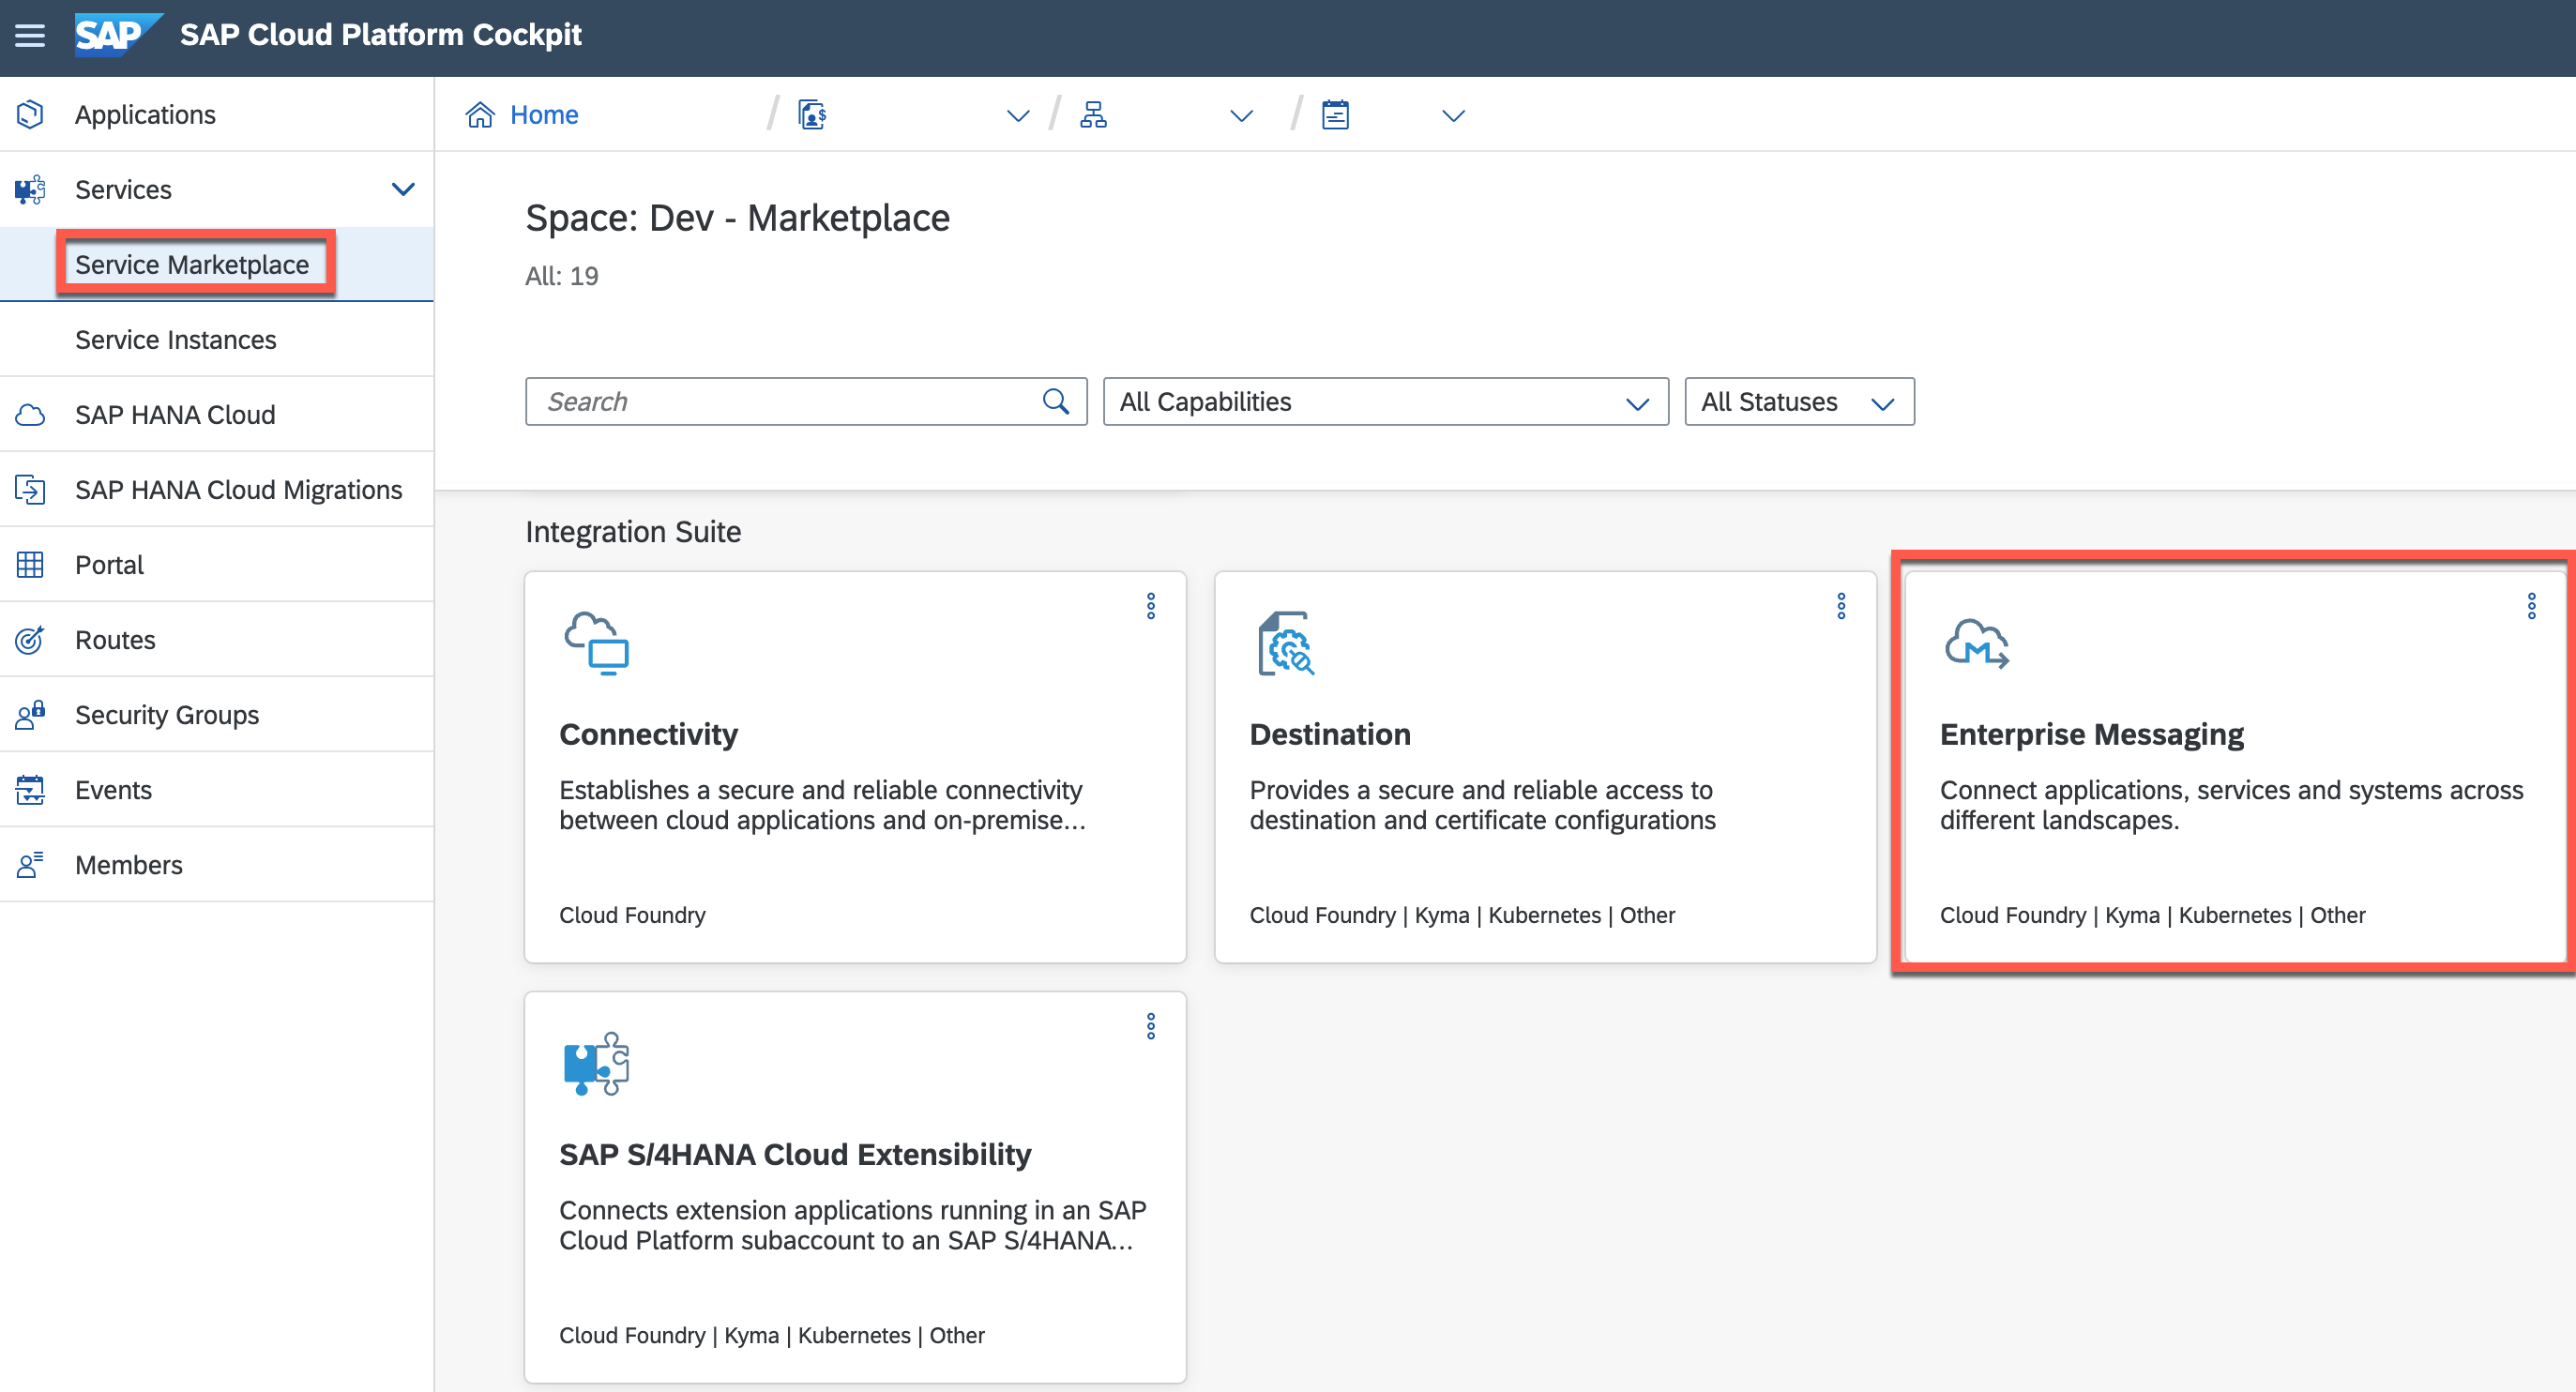 SAP SAP Cloud Platform Cockpit
Applications
Services
Service Marketplace
Service Instances
SAP HANA Cloud
SAP HANA Cloud Migrations
Portal
Routes
Security Groups
Events
Members
Home / / /
Space: Dev - Marketplace
All: 19
Search
All Capabilities
All Statuses
Integration Suite
Connectivity
Establishes a secure and reliable connectivity
between cloud applications and on-premise...
Cloud Foundry
Destination
Provides a secure and reliable access to
destination and certificate configurations
Cloud Foundry | Kyma | Kubernetes | Other
Enterprise Messaging
Connect applications, services and systems across
different landscapes.
Cloud Foundry | Kyma | Kubernetes | Other
SAP S/4HANA Cloud Extensibility
Connects extension applications running in an SAP
Cloud Platform subaccount to an SAP S/4HANA...
Cloud Foundry | Kyma | Kubernetes | Other